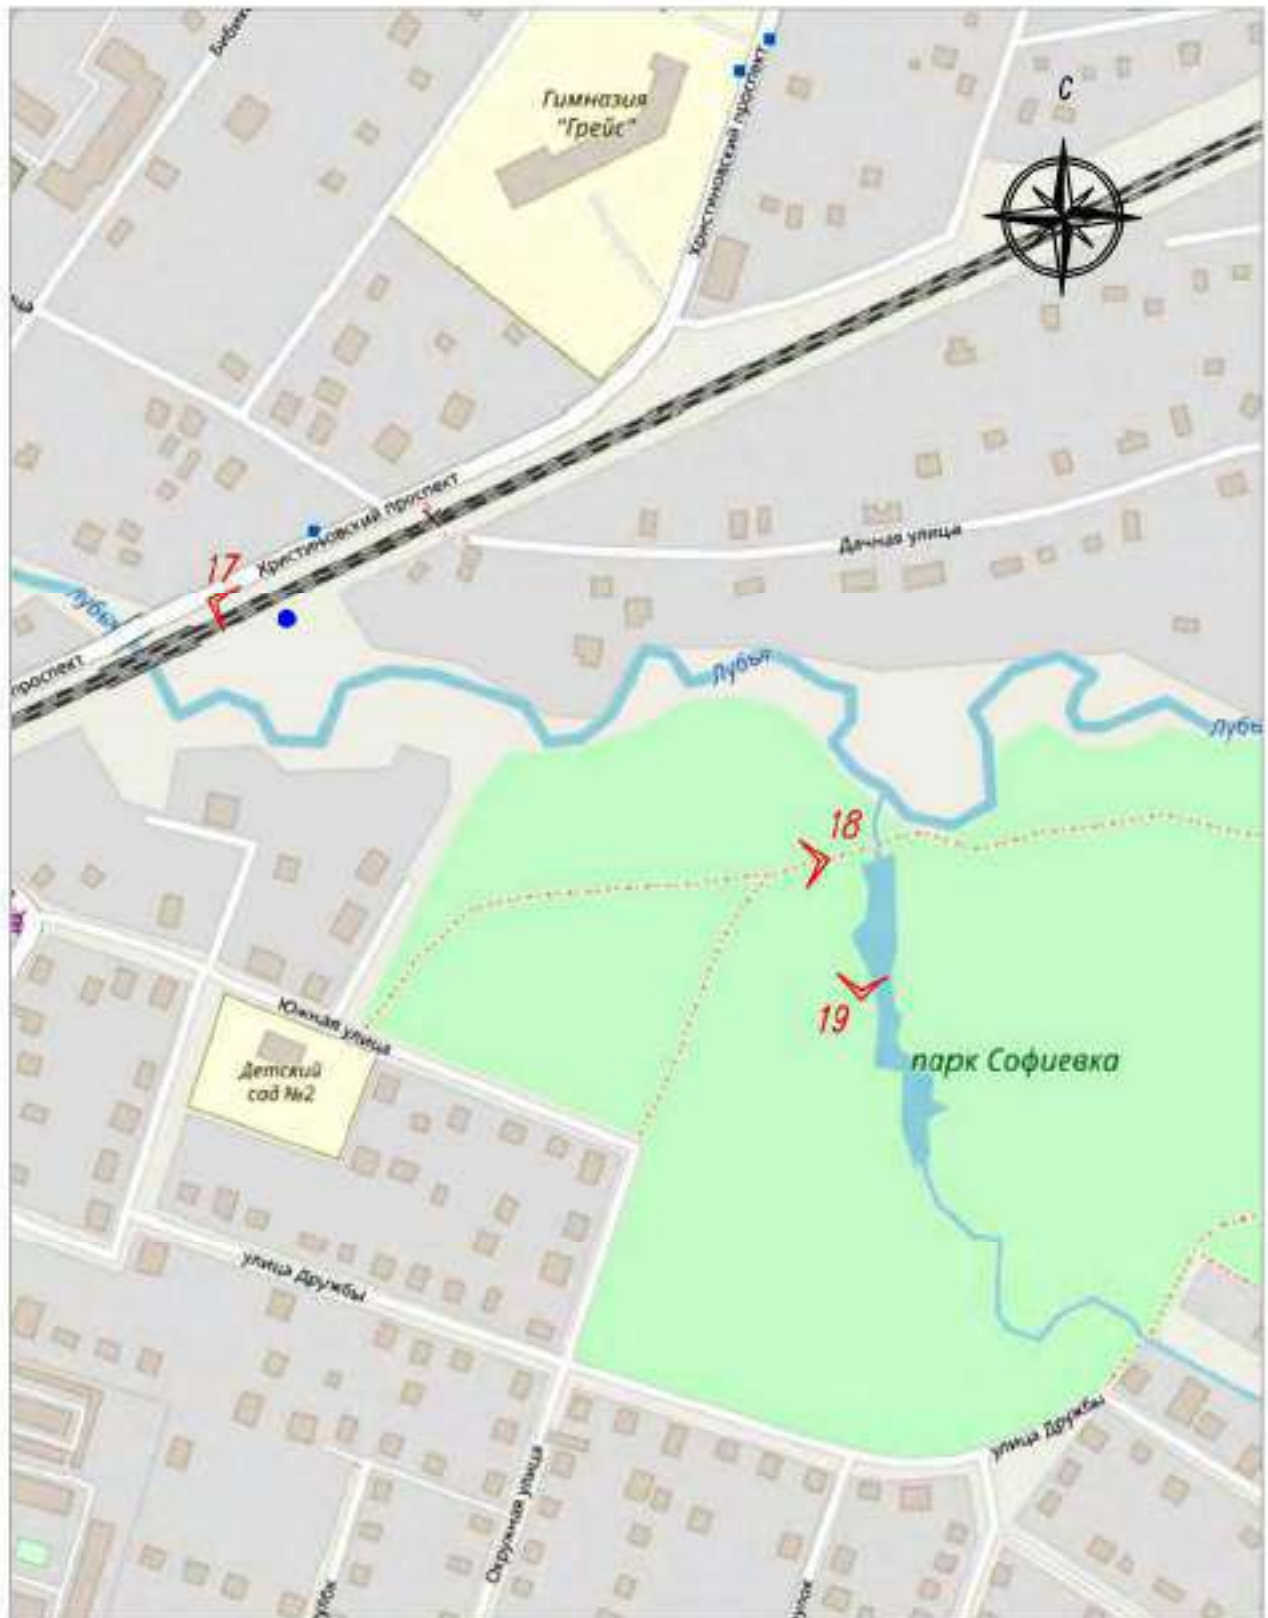 Гимназия
"Грейс"
Христиновский проспект
С
Христиновский проспект
17
Дачная улица
Лубья
проспект
Лубья
18
19
парк Софиевка
Южная улица
Детский
сад №2
улица Дружбы
улица Дружбы
Окружная улица